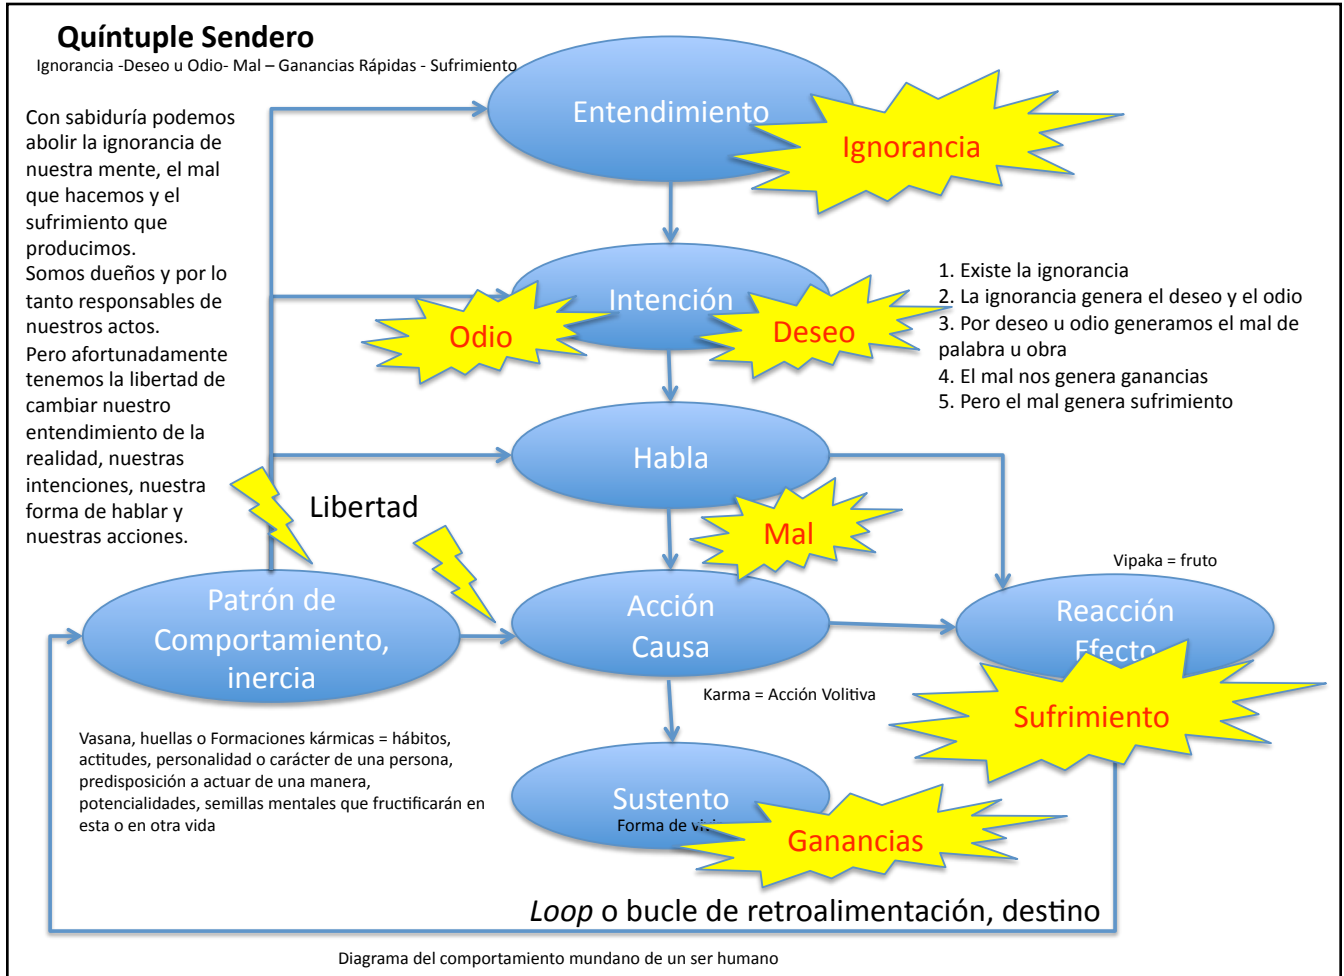 Quíntuple Sendero
Ignorancia -Deseo u Odio- Mal – Ganancias Rápidas - Sufrimiento
Con sabiduría podemos
abolir la ignorancia de
nuestra mente, el mal
que hacemos y el
sufrimiento que
producimos.
Somos dueños y por lo
tanto responsables de
nuestros actos.
Pero afortunadamente
tenemos la libertad de
cambiar nuestro
entendimiento de la
realidad, nuestras
intenciones, nuestra
forma de hablar y
nuestras acciones.
Entendimiento
Ignorancia
Intención
Odio
Deseo
1. Existe la ignorancia
2. La ignorancia genera el deseo y el odio
3. Por deseo u odio generamos el mal de
palabra u obra
4. El mal nos genera ganancias
5. Pero el mal genera sufrimiento
Habla
Mal
Libertad
Patrón de
Comportamiento,
inercia
Acción
Causa
Vipaka = fruto
Reacción
Efecto
Sufrimiento
Karma = Acción Volitiva
Vasana, huellas o Formaciones kármicas = hábitos,
actitudes, personalidad o carácter de una persona,
predisposición a actuar de una manera,
potencialidades, semillas mentales que fructificarán en
esta o en otra vida
Sustento
Forma de vivi
Ganancias
Loop o bucle de retroalimentación, destino
Diagrama del comportamiento mundano de un ser humano